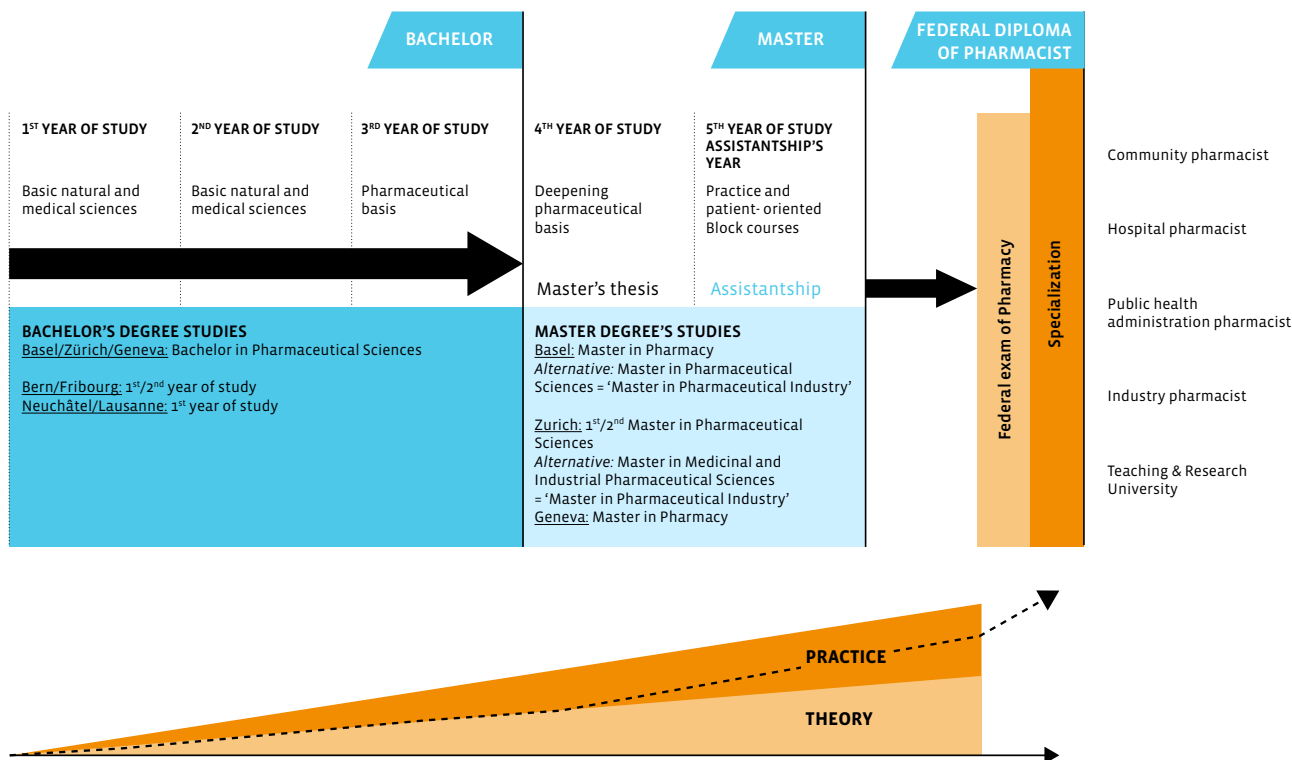 BACHELOR
MASTER
FEDERAL DIPLOMA
OF PHARMACIST
1ST YEAR OF STUDY
Basic natural and
medical sciences
2ND YEAR OF STUDY
Basic natural and
medical sciences
3RD YEAR OF STUDY
Pharmaceutical
basis
4TH YEAR OF STUDY
Deepening
pharmaceutical
basis
Master's thesis
5TH YEAR OF STUDY
ASSISTANTSHIP'S
YEAR
Practice and
patient- oriented
Block courses
Assistantship
BACHELOR'S DEGREE STUDIES
Basel/Zürich/Geneva: Bachelor in Pharmaceutical Sciences
Bern/Fribourg: 1st/2nd year of study
Neuchâtel/Lausanne: 1st year of study
MASTER DEGREE'S STUDIES
Basel: Master in Pharmacy
Alternative: Master in Pharmaceutical
Sciences = 'Master in Pharmaceutical Industry'
Zurich: 1st/2nd Master in Pharmaceutical
Sciences
Alternative: Master in Medicinal and
Industrial Pharmaceutical Sciences
= 'Master in Pharmaceutical Industry'
Geneva: Master in Pharmacy
Federal exam of Pharmacy
Specialization
Community pharmacist
Hospital pharmacist
Public health
administration pharmacist
Industry pharmacist
Teaching & Research
University
PRACTICE
THEORY